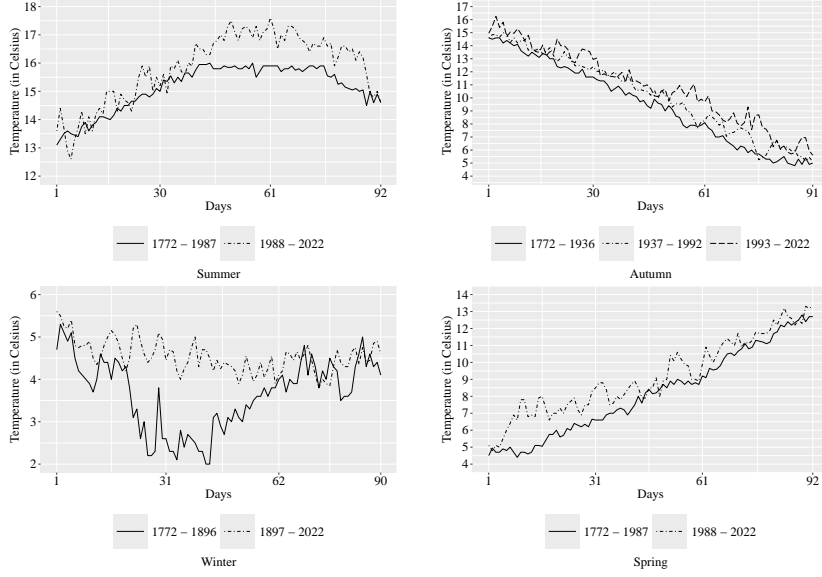 18
17
16
15
14
13
12
Temperature (in Celsius)
1 30 61 92
Days
1772 – 1987 1988 – 2022
Summer
17
16
15
14
13
12
11
10
9
8
7
6
5
4
Temperature (in Celsius)
1 30 61 91
Days
1772 – 1936 1937 – 1992 1993 – 2022
Autumn
6
5
4
3
2
Temperature (in Celsius)
1 31 62 90
Days
1772 – 1896 1897 – 2022
Winter
14
13
12
11
10
9
8
7
6
5
4
Temperature (in Celsius)
1 31 61 92
Days
1772 – 1987 1988 – 2022
Spring